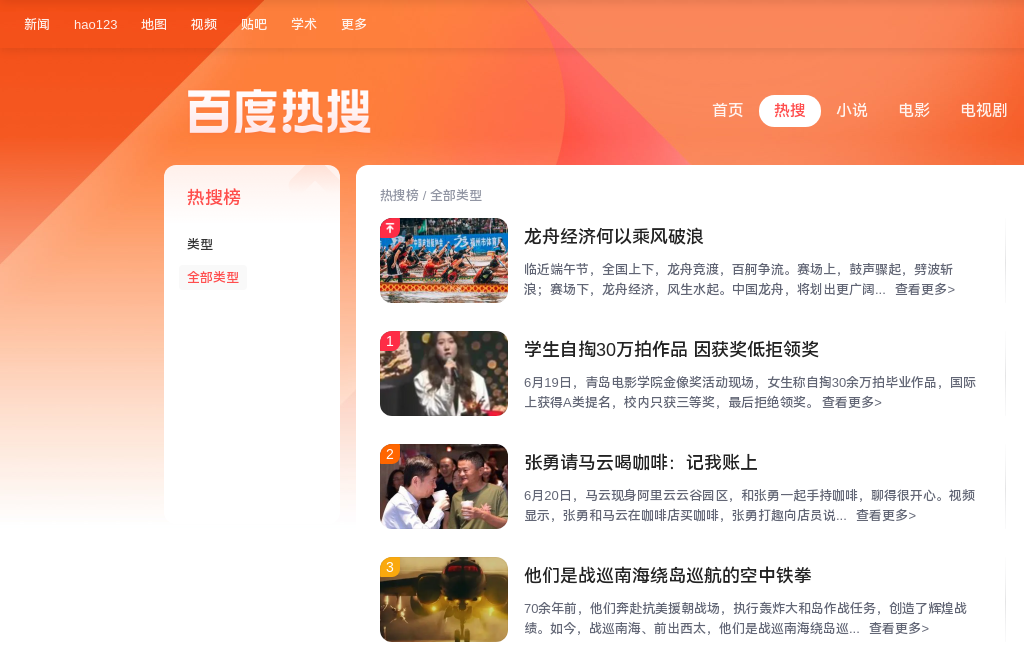 新闻 hao123 地图 视频 贴吧 学术 更多
百度热搜
首页 热搜 小说 电影 电视剧
热搜榜
类型
全部类型
热搜榜 / 全部类型
龙舟经济何以乘风破浪
临近端午节，全国上下，龙舟竞渡，百舸争流。赛场上，鼓声骤起，劈波斩
浪；赛场下，龙舟经济，风生水起。中国龙舟，将划出更广阔... 查看更多>
1
学生自掏30万拍作品 因获奖低拒领奖
6月19日，青岛电影学院金像奖活动现场，女生称自掏30余万拍毕业作品，国际
上获得A类提名，校内只获三等奖，最后拒绝领奖。 查看更多>
2
张勇请马云喝咖啡：记我账上
6月20日，马云现身阿里云云谷园区，和张勇一起手持咖啡，聊得很开心。视频
显示，张勇和马云在咖啡店买咖啡，张勇打趣向店员说... 查看更多>
3
他们是战巡南海绕岛巡航的空中铁拳
70余年前，他们奔赴抗美援朝战场，执行轰炸大和岛作战任务，创造了辉煌战
绩。如今，战巡南海、前出西太，他们是战巡南海绕岛巡... 查看更多>